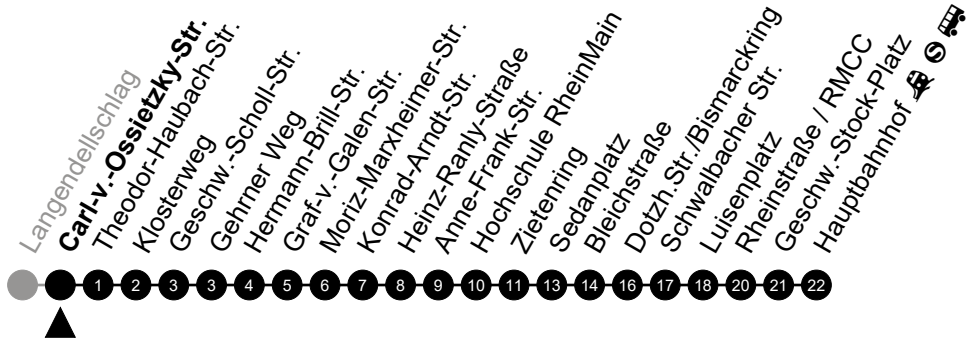 Langendellschlag
Carl-v.-Ossietzky-Str.
Theodor-Haubach-Str.
Klosterweg
Geschw.-Scholl-Str.
Gehrner Weg
Hermann-Brill-Str.
Graf-v.-Galen-Str.
Moriz-Marxheimer-Str.
Konrad-Arndt-Str.
Heinz-Ranly-Straße
Anne-Frank-Str.
Hochschule RheinMain
Zietenring
Sedanplatz
Bleichstraße
Dotzh.Str./Bismarckring
Schwalbacher Str.
Luisenplatz
Rheinstraße / RMCC
Geschw.-Stock-Platz
Hauptbahnhof S
1 2 3 3 4 5 6 7 8 9 10 11 13 14 16 17 18 20 21 22